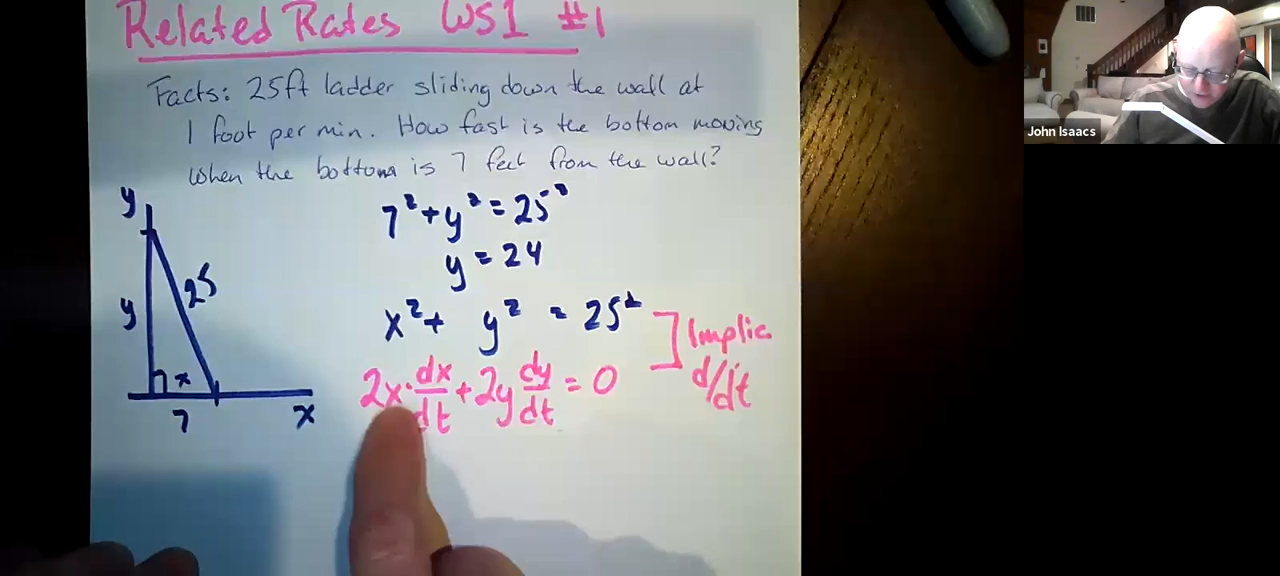 Related Rates WS1 #1
Facts: 25ft ladder sliding down the wall at
1 foot per min. How fast is the bottom moving
when the bottom is 7 feet from the wall?
y
y
25
x
7
x
7² + y² = 25²
y = 24
x² + y² = 25²
2x · dx/dt + 2y dy/dt = 0
] Implic
d/dt
John Isaacs